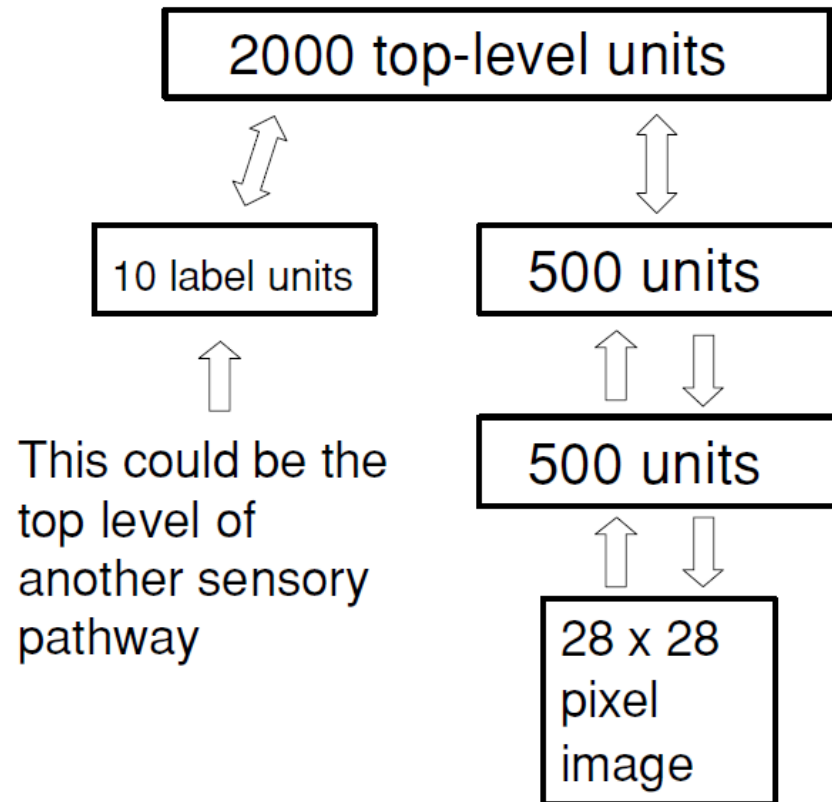 2000 top-level units
10 label units
500 units
500 units
This could be the
top level of
another sensory
pathway
28 x 28
pixel
image